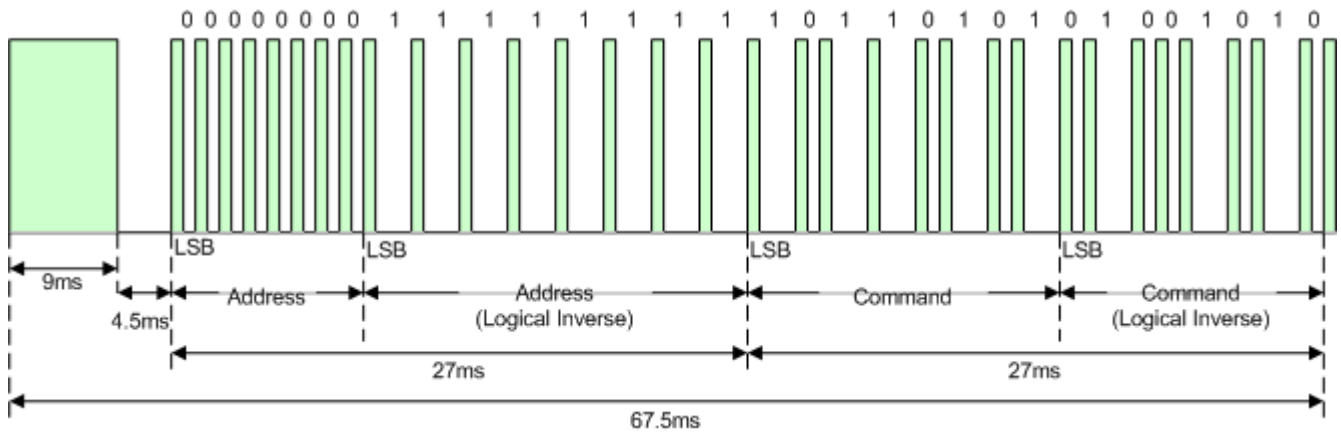 0 0 0 0 0 0 0 0 1 1 1 1 1 1 1 1 1 0 1 1 0 1 0 1 0 1 0 0 1 0 1 0
LSB LSB LSB LSB
9ms Address Address Command Command
4.5ms (Logical Inverse) (Logical Inverse)
27ms 27ms
67.5ms